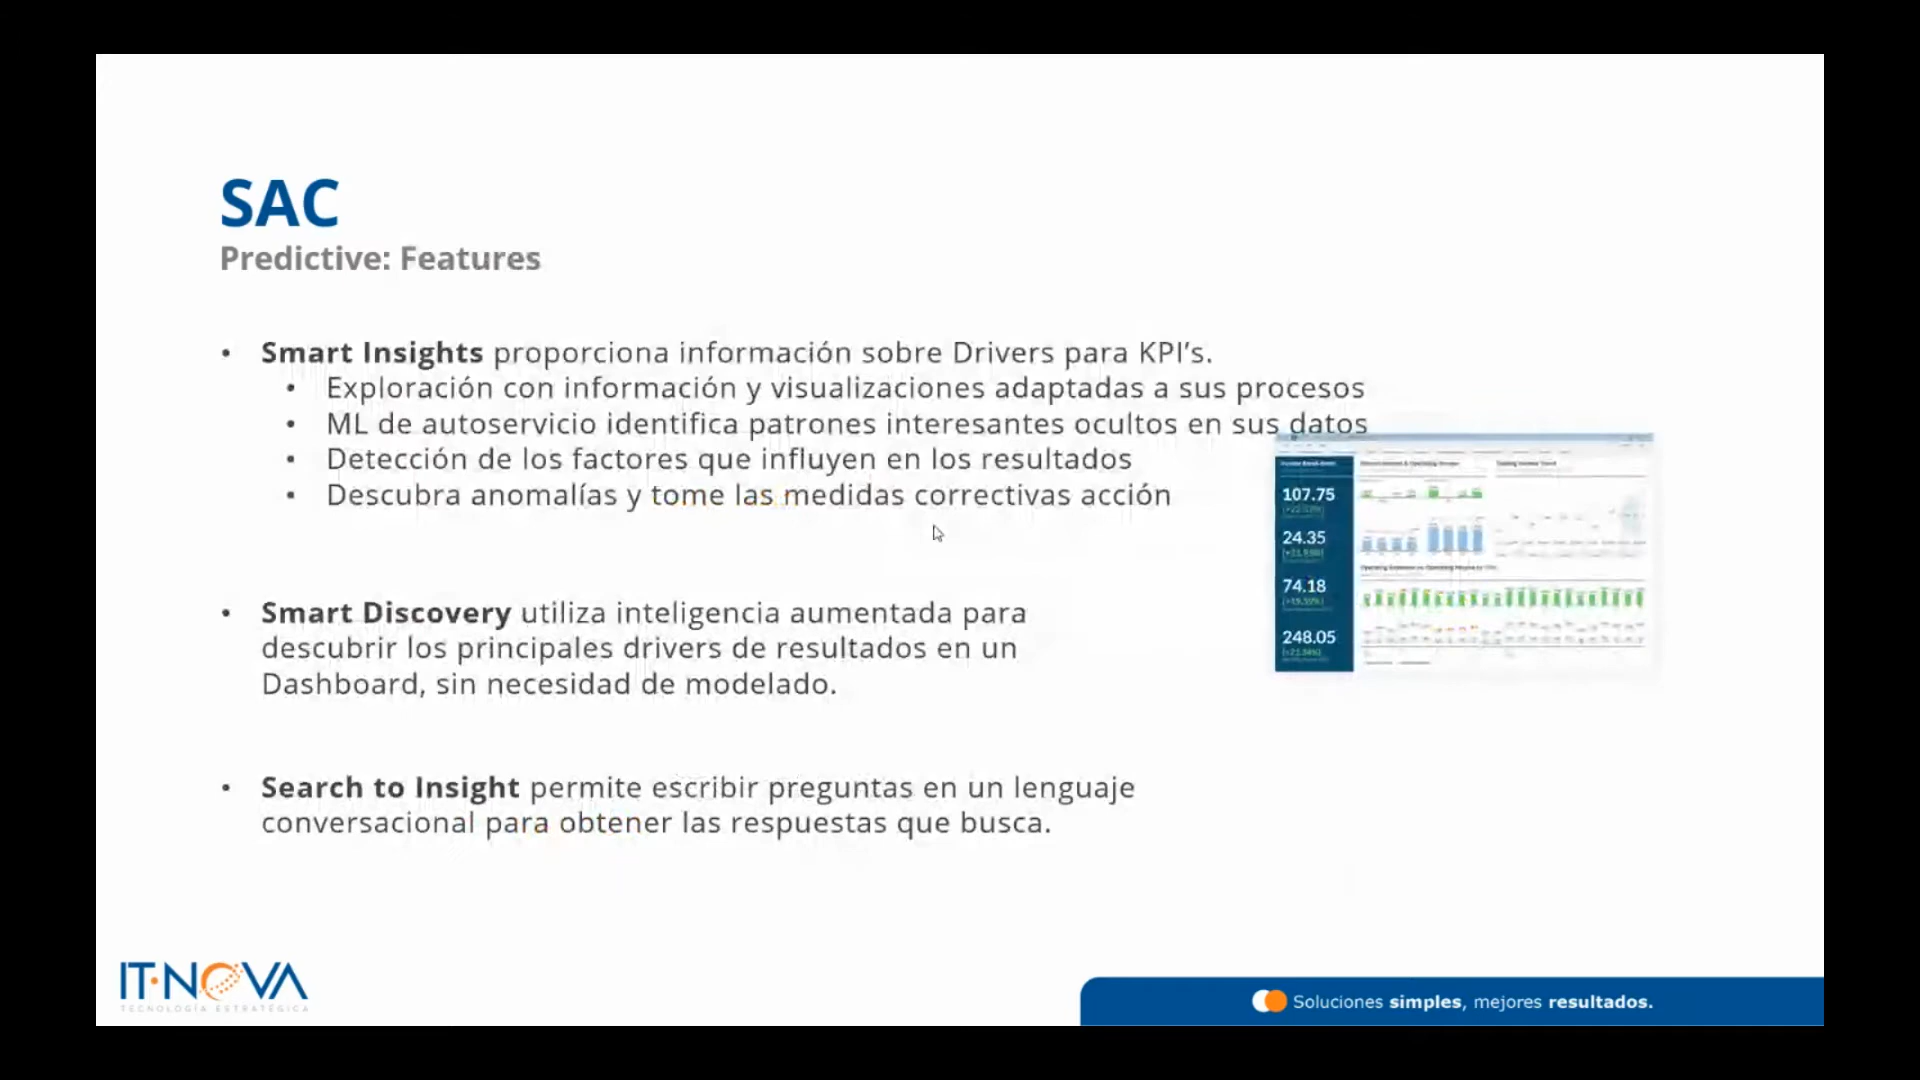 SAC
Predictive: Features
• Smart Insights proporciona información sobre Drivers para KPI’s.
• Exploración con información y visualizaciones adaptadas a sus procesos
• ML de autoservicio identifica patrones interesantes ocultos en sus datos
• Detección de los factores que influyen en los resultados
• Descubra anomalías y tome las medidas correctivas acción
107.75
24.35
74.18
248.05
• Smart Discovery utiliza inteligencia aumentada para
descubrir los principales drivers de resultados en un
Dashboard, sin necesidad de modelado.
• Search to Insight permite escribir preguntas en un lenguaje
conversacional para obtener las respuestas que busca.
IT·NOVA
TECNOLOGÍA ESTRATÉGICA
Soluciones simples, mejores resultados.